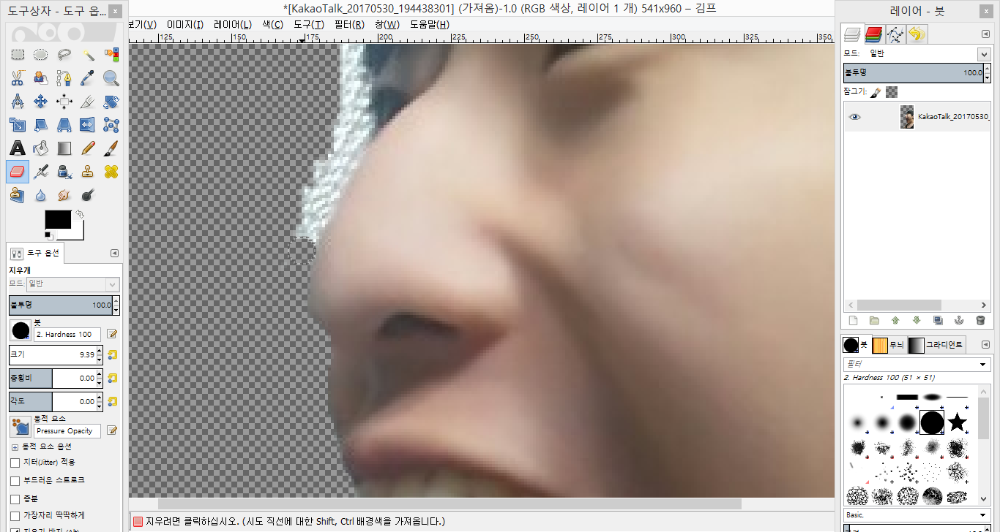 도구상자 - 도구 옵...
*[KakaoTalk_20170530_194438301] (가져옴)-1.0 (RGB 색상, 레이어 1 개) 541x960 – 김프
레이어 - 붓
보기(V) 이미지(I) 레이어(L) 색(C) 도구(T) 필터(R) 창(W) 도움말(H)
125 150 175 200 225 250 275 300 325 350
모드: 일반
불투명 100.0
잠그기:
KakaoTalk_20170530_
도구 옵션
지우개
모드: 일반
불투명 100.0
붓
2. Hardness 100
크기 9.39
종횡비 0.00
각도 0.00
동적 요소
Pressure Opacity
동적 요소 옵션
지터(Jitter) 적용
부드러운 스트로크
증분
가장자리 딱딱하게
지우기 방지 (Alt)
붓 무늬 그라디언트
필터
2. Hardness 100 (51 × 51)
Basic,
지우려면 클릭하십시오. (시도 직선에 대한 Shift, Ctrl 배경색을 가져옵니다.)